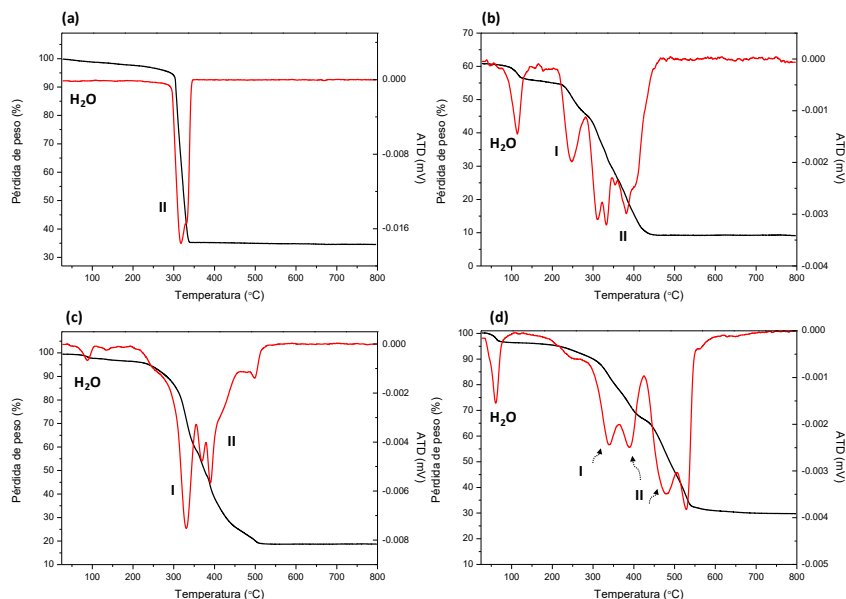 (a)
100
90
80
70
60
50
40
30
Pérdida de peso (%)
H2O
II
0.000
-0.008
-0.016
ATD (mV)
100 200 300 400 500 600 700 800
Temperatura (°C)
(b)
70
60
50
40
30
20
10
0
Pérdida de peso (%)
H2O
I
II
0.000
-0.001
-0.002
-0.003
-0.004
ATD (mV)
100 200 300 400 500 600 700 800
Temperatura (°C)
(c)
100
90
80
70
60
50
40
30
20
10
Pérdida de peso (%)
H2O
I
II
0.000
-0.002
-0.004
-0.006
-0.008
ATD (mV)
100 200 300 400 500 600 700 800
Temperatura (°C)
(d)
100
90
80
70
60
50
40
30
20
10
Pérdida de peso (%)
H2O
I
II
0.000
-0.001
-0.002
-0.003
-0.004
-0.005
ATD (mV)
100 200 300 400 500 600 700 800
Temperatura (°C)